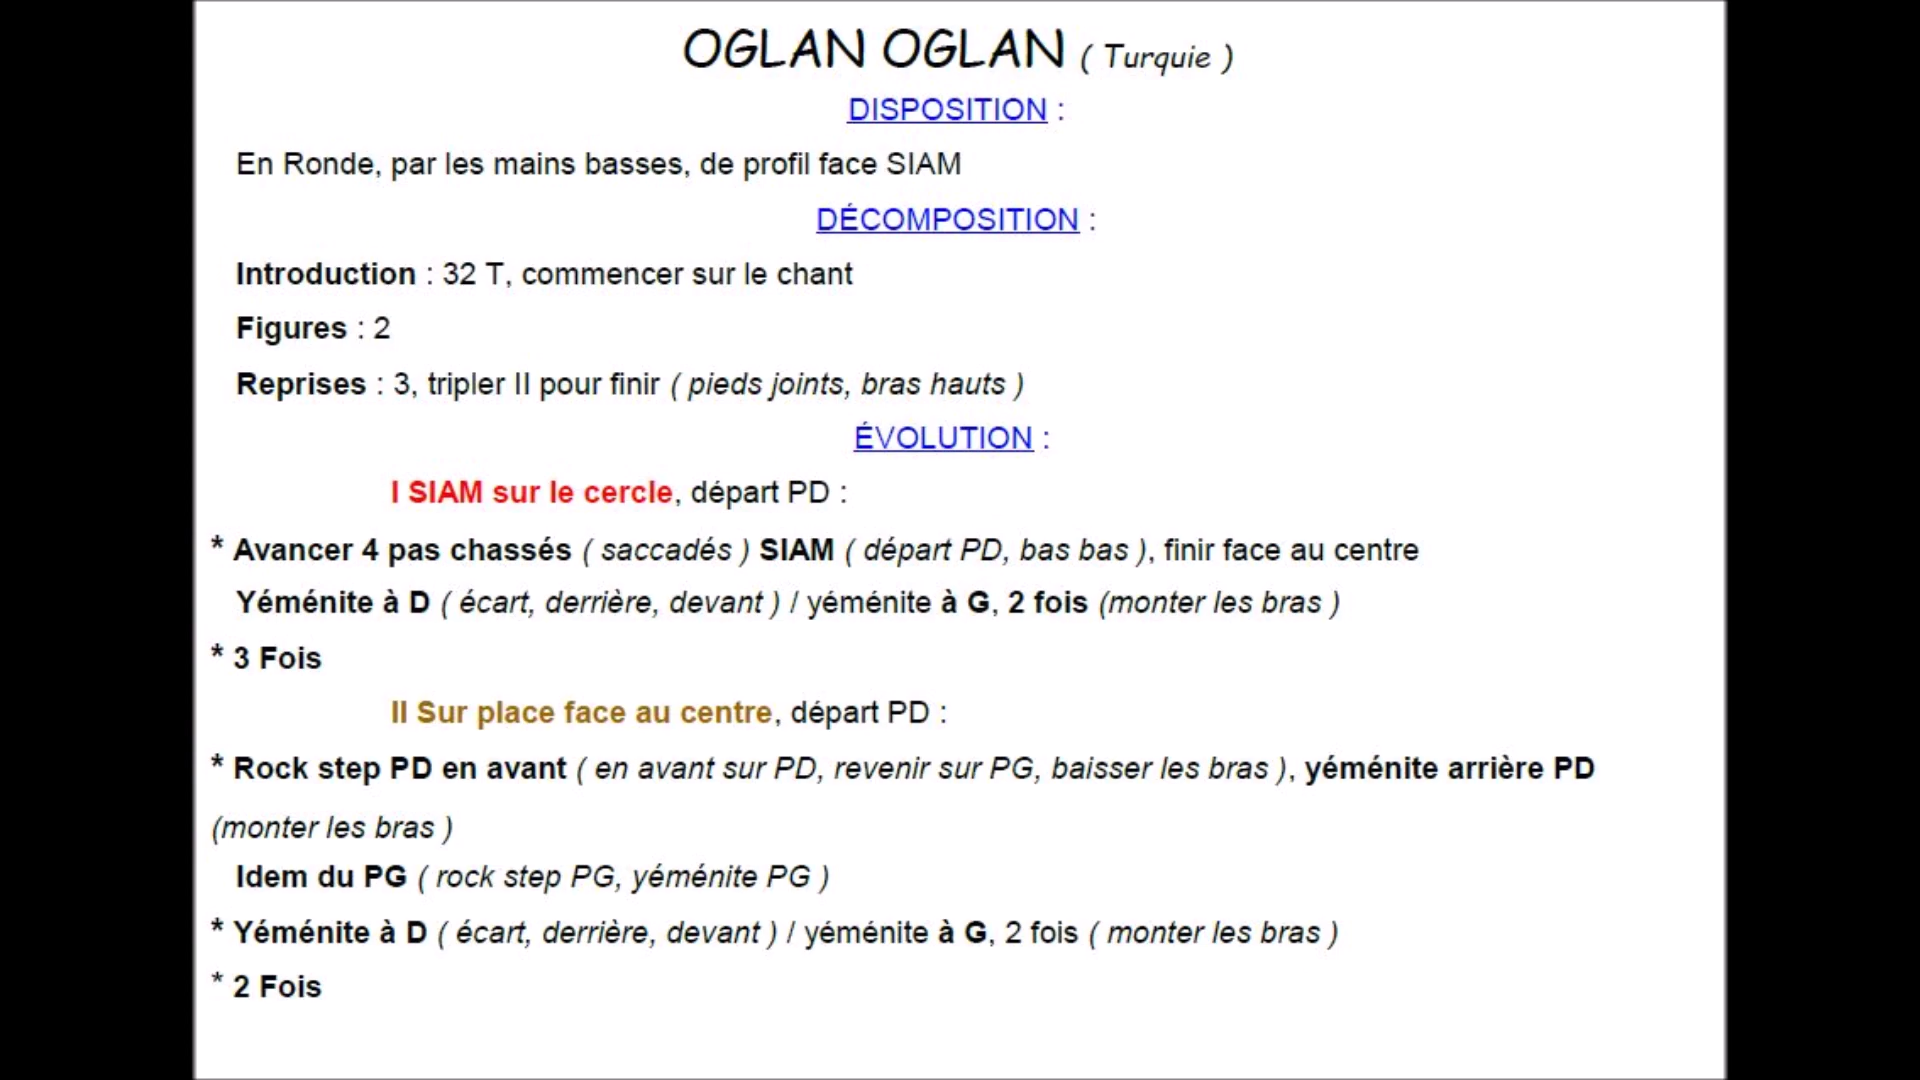 OGLAN OGLAN ( Turquie )
DISPOSITION :
En Ronde, par les mains basses, de profil face SIAM
DÉCOMPOSITION :
Introduction : 32 T, commencer sur le chant
Figures : 2
Reprises : 3, tripler II pour finir ( pieds joints, bras hauts )
ÉVOLUTION :
I SIAM sur le cercle, départ PD :
* Avancer 4 pas chassés ( saccadés ) SIAM ( départ PD, bas bas ), finir face au centre
Yéménite à D ( écart, derrière, devant ) / yéménite à G, 2 fois (monter les bras )
* 3 Fois
II Sur place face au centre, départ PD :
* Rock step PD en avant ( en avant sur PD, revenir sur PG, baisser les bras ), yéménite arrière PD
(monter les bras )
Idem du PG ( rock step PG, yéménite PG )
* Yéménite à D ( écart, derrière, devant ) / yéménite à G, 2 fois ( monter les bras )
* 2 Fois